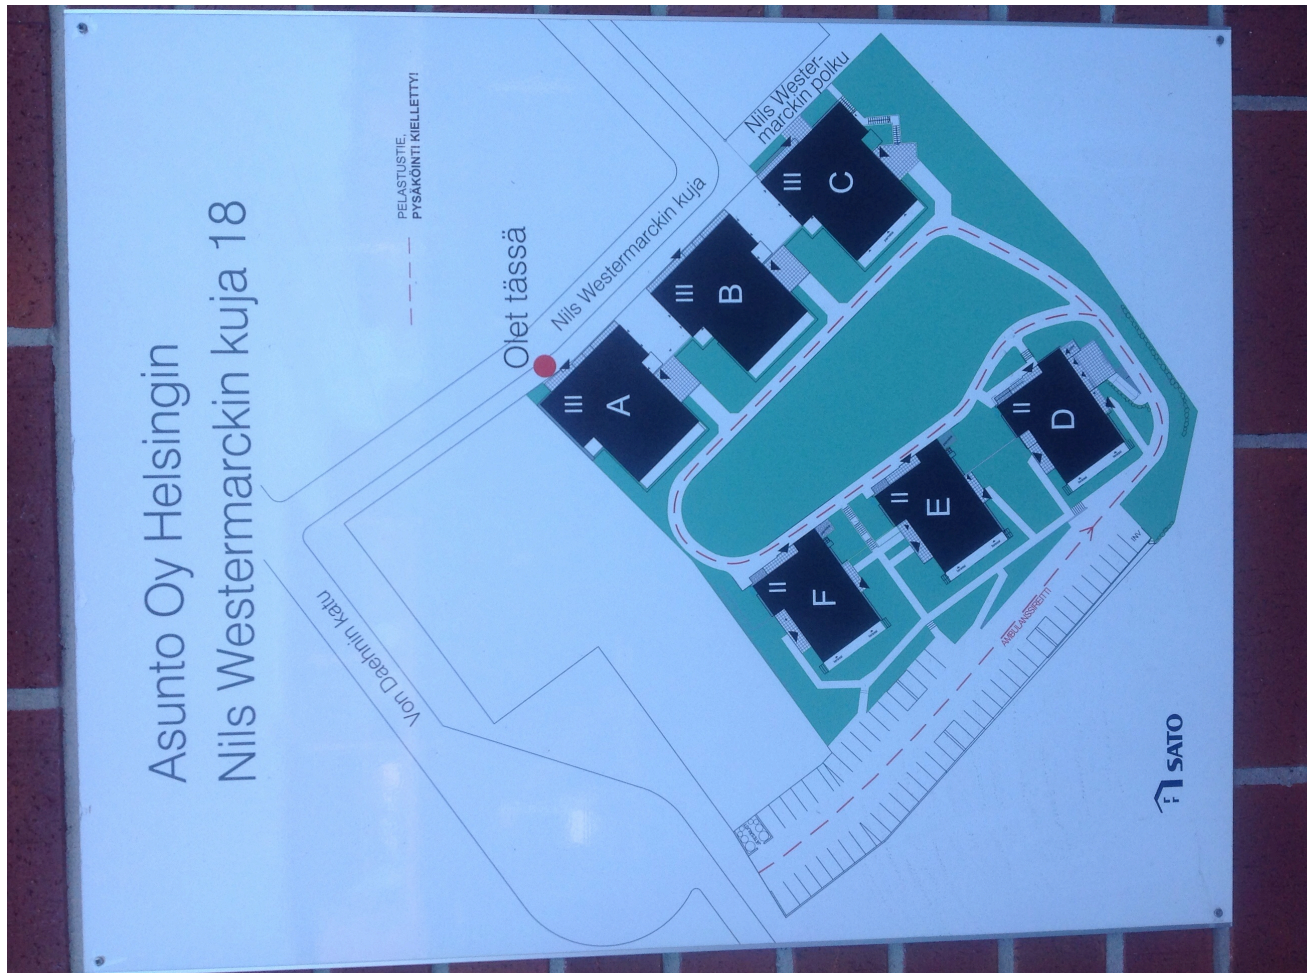 Asunto Oy Helsingin
Nils Westermarckin kuja 18
PELASTUSTIE,
PYSÄKÖINTI KIELLETTY!
Olet tässä
Nils Westermarckin kuja
Nils Wester-
marckin polku
Von Daehnin katu
III
A
III
B
III
C
II
D
II
E
II
F
AMBULANSSIREITTI
INV
SATO